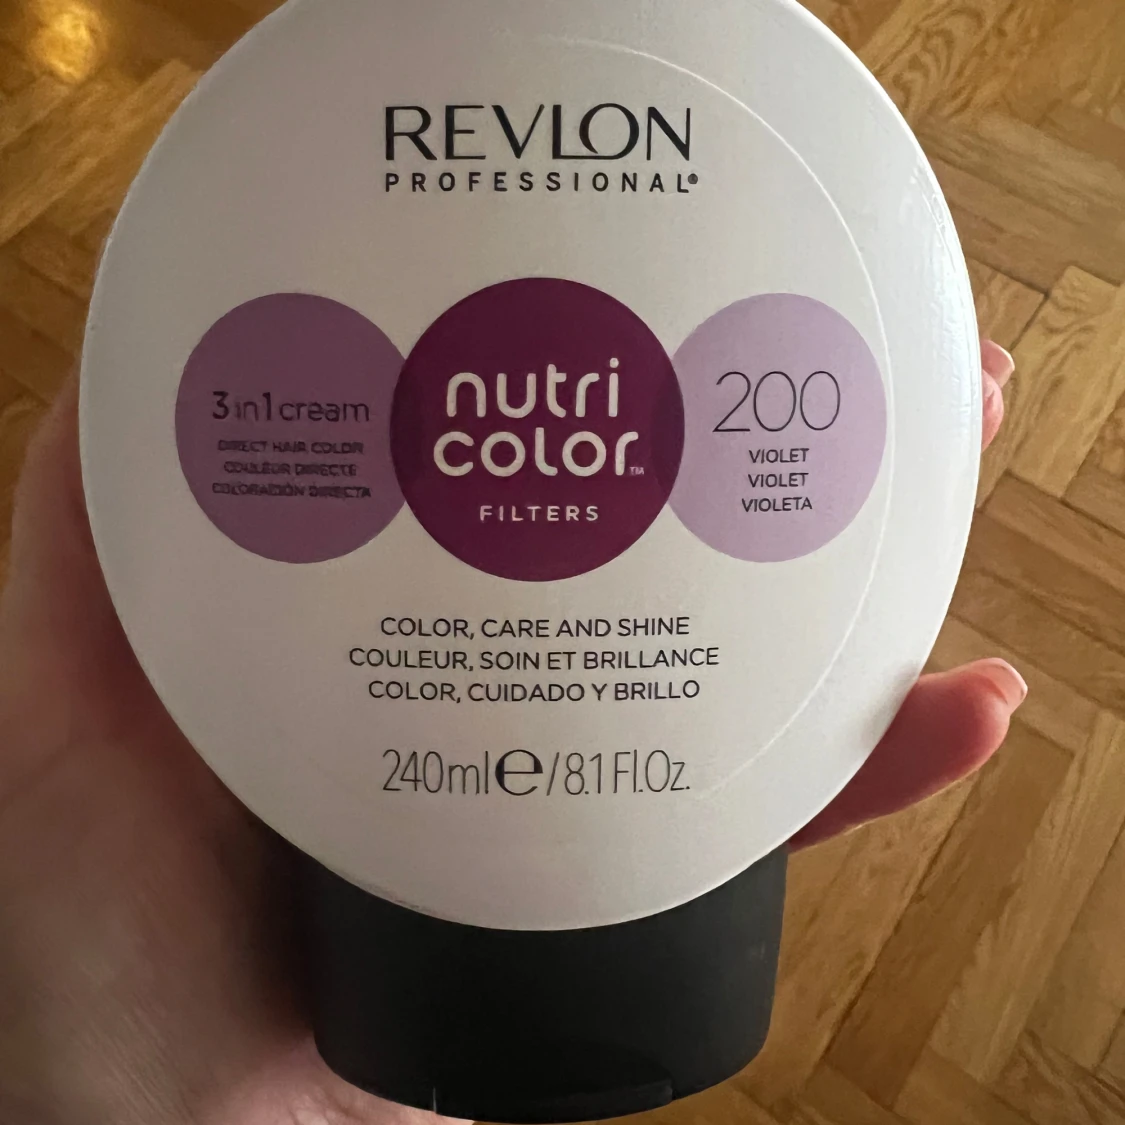 REVLON
PROFESSIONAL®
3 in 1 cream
DIRECT HAIR COLOR
COULEUR DIRECTE
COLORACIÓN DIRECTA
nutri
color™
FILTERS
200
VIOLET
VIOLET
VIOLETA
COLOR, CARE AND SHINE
COULEUR, SOIN ET BRILLANCE
COLOR, CUIDADO Y BRILLO
240ml℮/8.1 Fl.Oz.